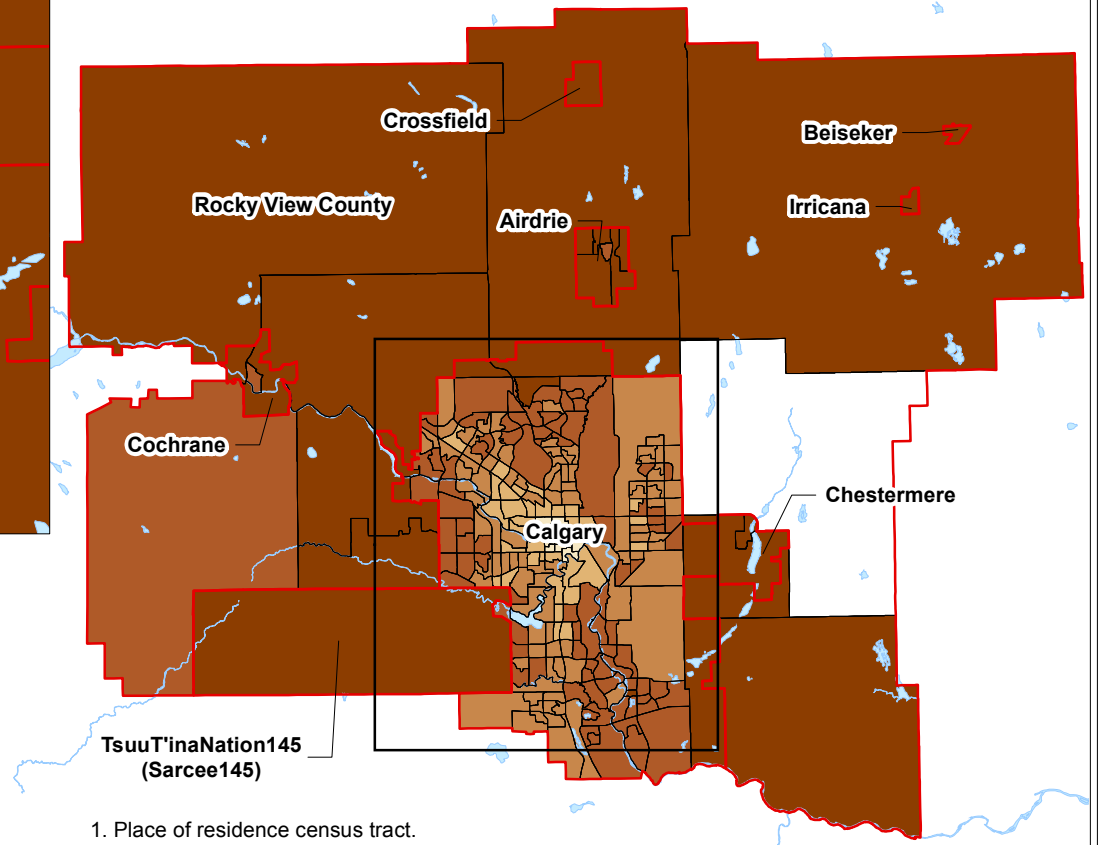 Crossfield
Beiseker
Rocky View County
Airdrie
Irricana
Cochrane
Chestermere
Calgary
TsuuT'inaNation145
(Sarcee145)
1. Place of residence census tract.